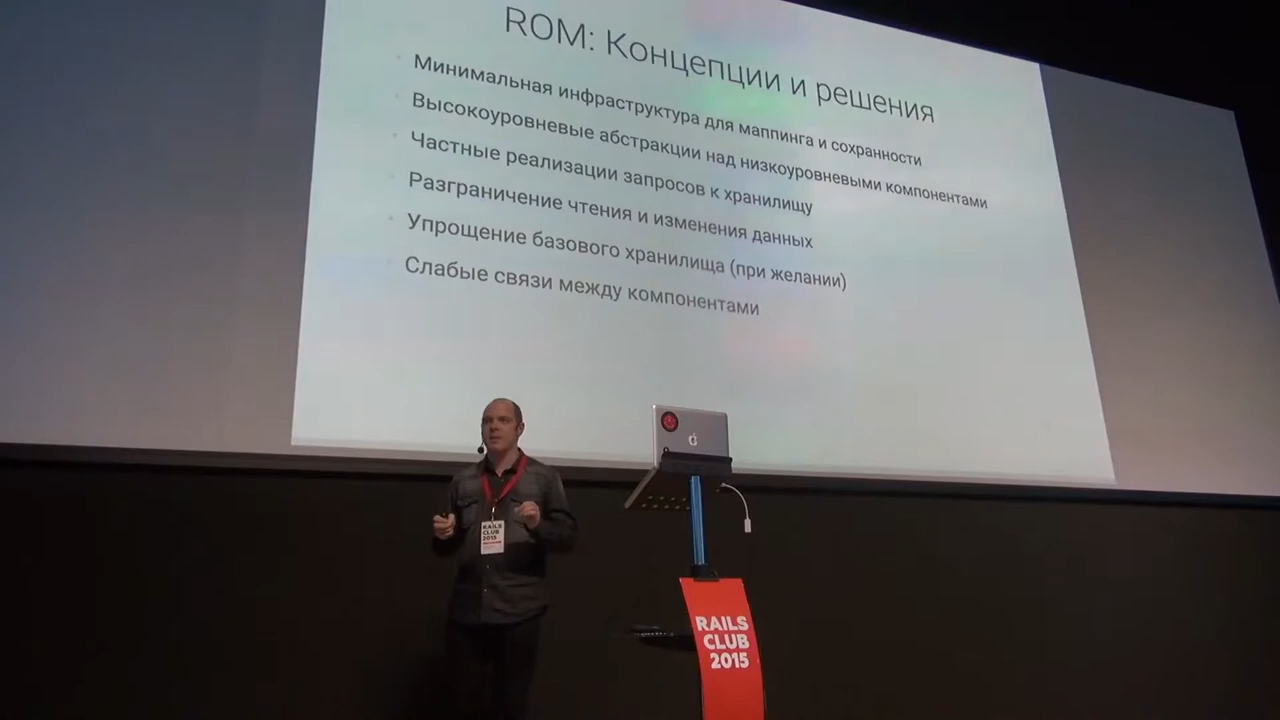 ROM: Концепции и решения
Минимальная инфраструктура для маппинга и сохранности
Высокоуровневые абстракции над низкоуровневыми компонентами
Частные реализации запросов к хранилищу
Разграничение чтения и изменения данных
Упрощение базового хранилища (при желании)
Слабые связи между компонентами
RAILS
CLUB
2015
RAILS
CLUB
2015